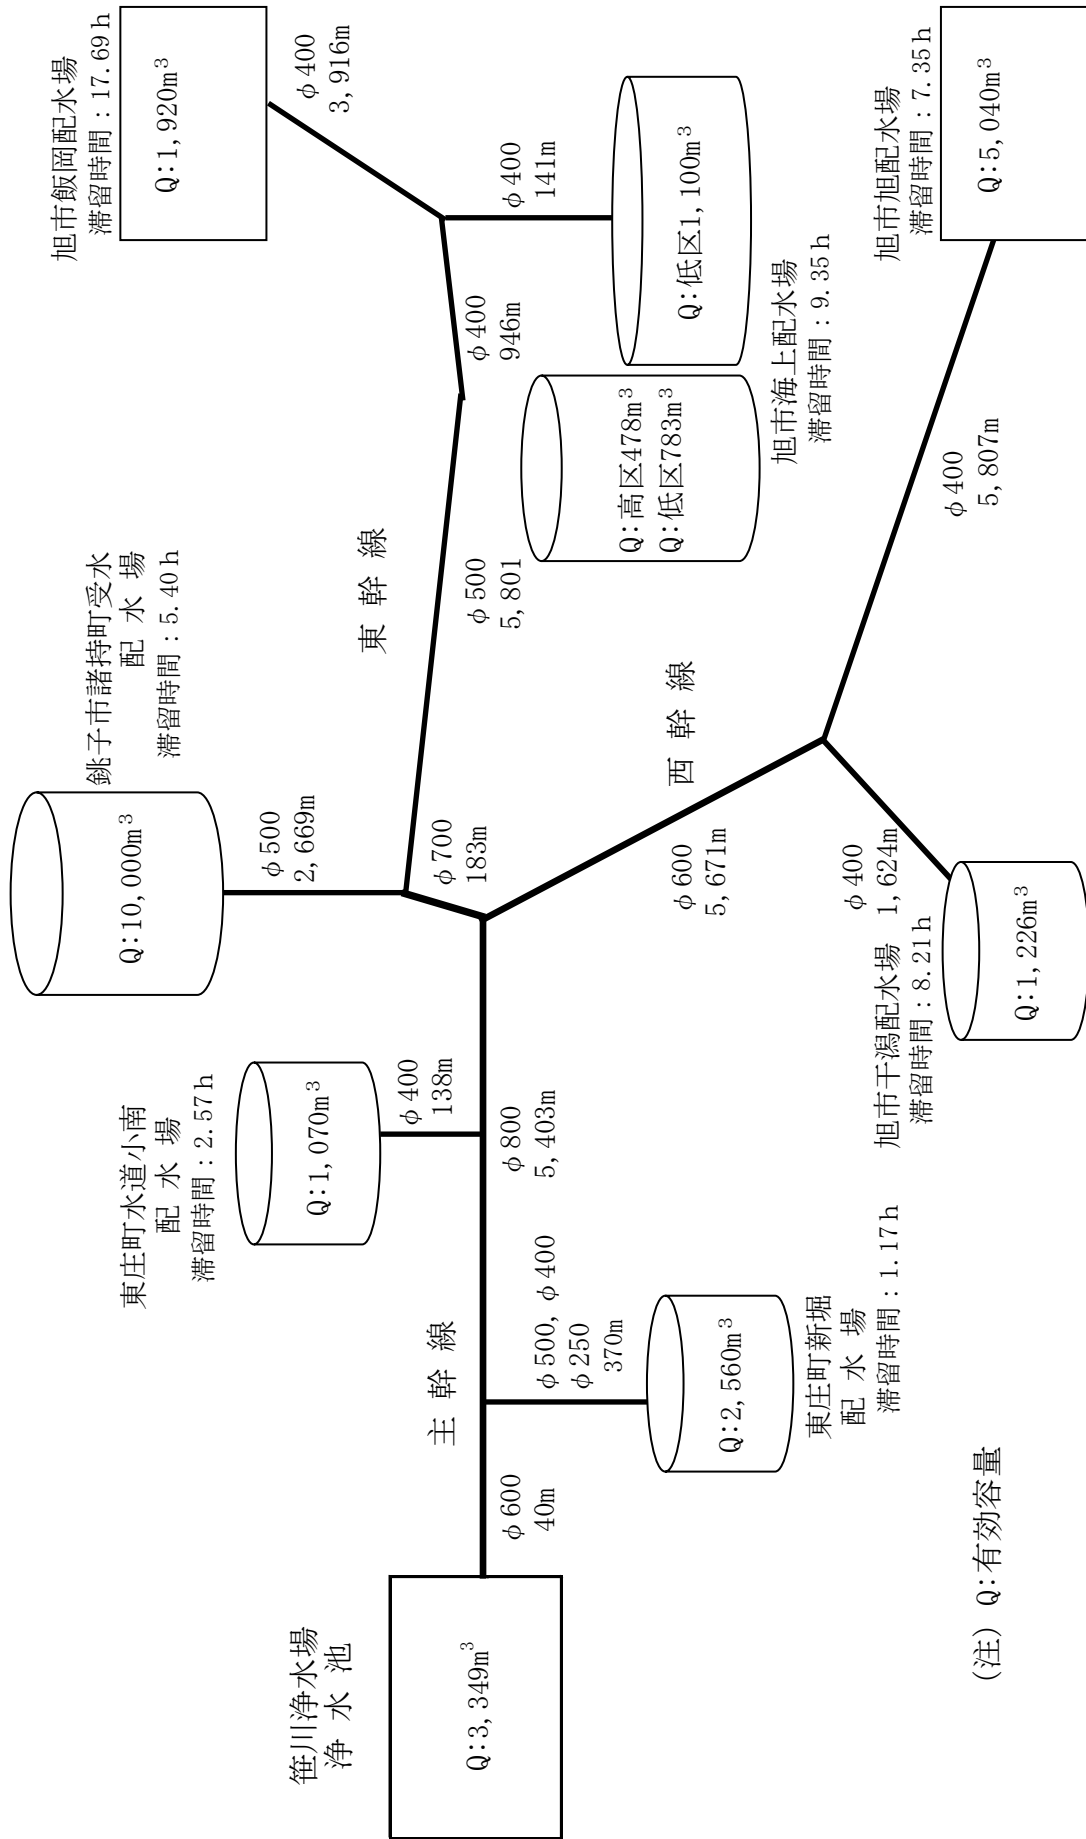 笹川浄水場
浄 水 池
Q:3,349m³
φ600
40m
主 幹 線
φ500, φ400
φ250
370m
Q:2,560m³
東庄町新堀
配 水 場
滞留時間:1.17h
東庄町水道小南
配 水 場
滞留時間:2.57h
Q:1,070m³
φ400
138m
φ800
5,403m
銚子市諸持町受水
配 水 場
滞留時間:5.40h
Q:10,000m³
φ500
2,669m
φ700
183m
東 幹 線
φ500
5,801
φ400
946m
旭市飯岡配水場
滞留時間:17.69h
Q:1,920m³
φ400
3,916m
φ400
141m
Q:低区1,100m³
Q:高区478m³
Q:低区783m³
旭市海上配水場
滞留時間:9.35h
西 幹 線
φ600
5,671m
φ400
1,624m
旭市干潟配水場
滞留時間:8.21h
Q:1,226m³
φ400
5,807m
旭市旭配水場
滞留時間:7.35h
Q:5,040m³
(注) Q:有効容量